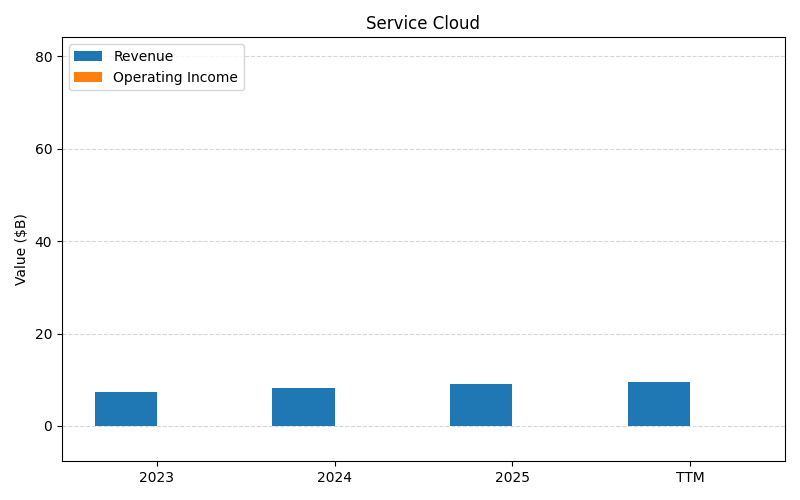 Service Cloud
Revenue
Operating Income
Value ($B)
80
60
40
20
0
2023 2024 2025 TTM